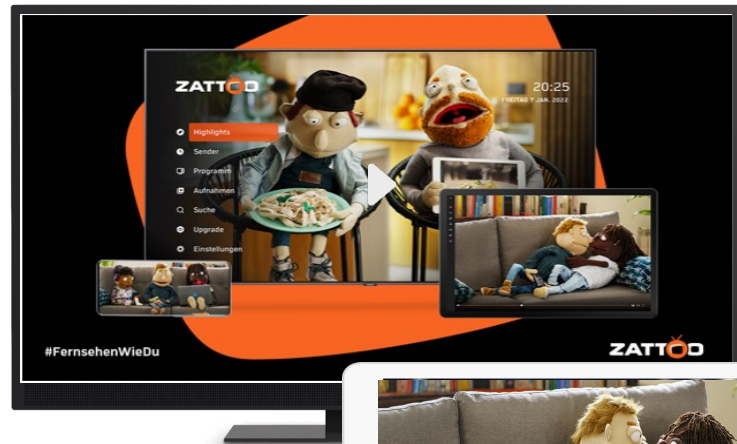 ZATTOO
20:25
FREITAG 7 JAN. 2022
Highlights
Sender
Programm
Aufnahmen
Suche
Upgrade
Einstellungen
#FernsehenWieDu
ZATTOO